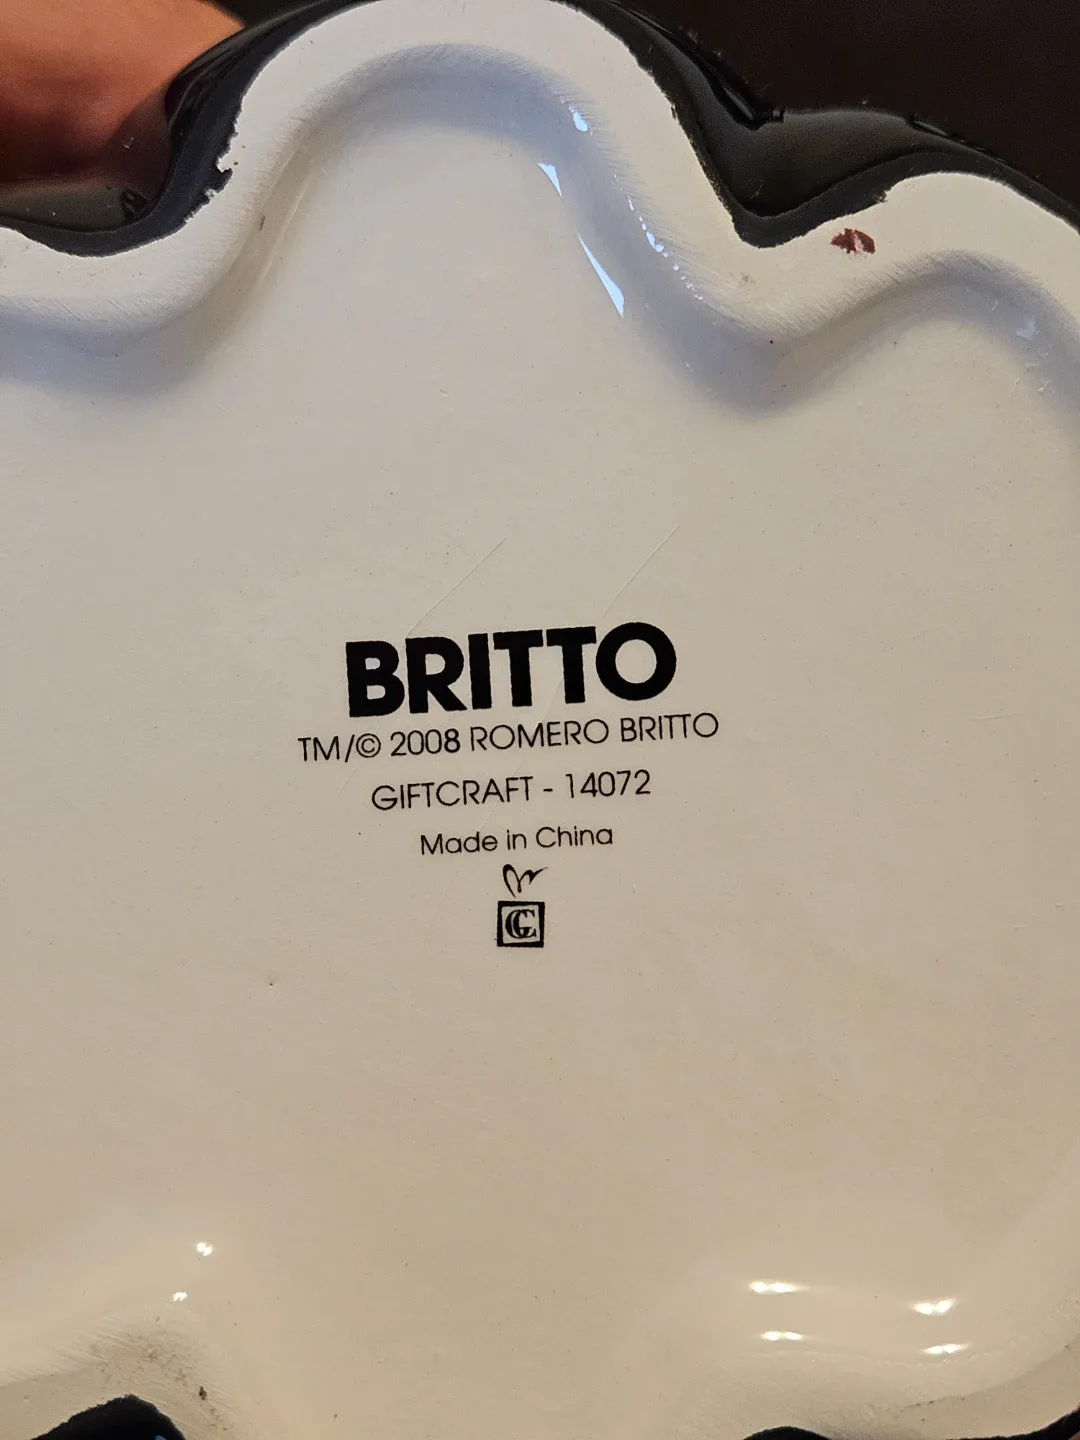 BRITTO
TM/© 2008 ROMERO BRITTO
GIFTCRAFT - 14072
Made in China